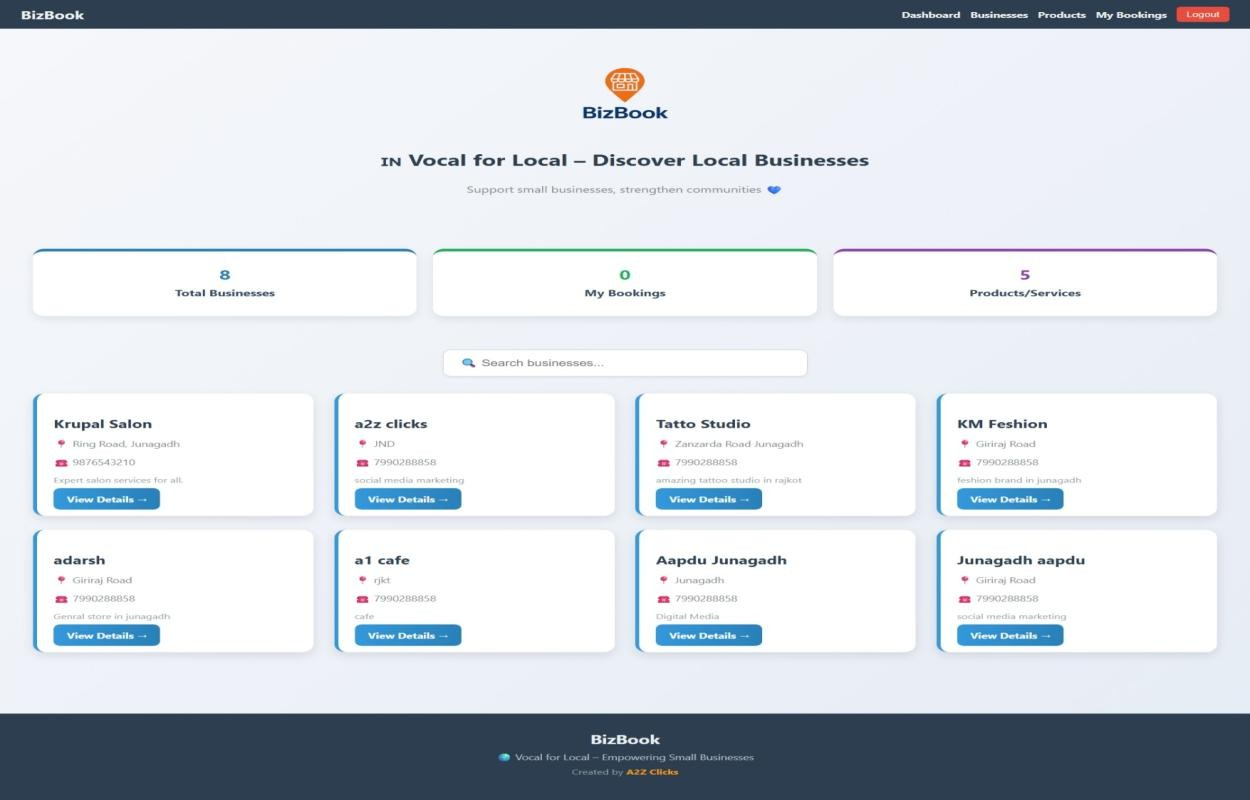 BizBook
Dashboard Businesses Products My Bookings Logout
BizBook
IN Vocal for Local – Discover Local Businesses
Support small businesses, strengthen communities 💙
8
Total Businesses
0
My Bookings
5
Products/Services
🔍 Search businesses...
Krupal Salon
📍 Ring Road, Junagadh
☎️ 9876543210
Expert salon services for all.
View Details →
a2z clicks
📍 JND
☎️ 7990288858
social media marketing
View Details →
Tatto Studio
📍 Zanzarda Road Junagadh
☎️ 7990288858
amazing tattoo studio in rajkot
View Details →
KM Feshion
📍 Giriraj Road
☎️ 7990288858
feshion brand in junagadh
View Details →
adarsh
📍 Giriraj Road
☎️ 7990288858
Genral store in junagadh
View Details →
a1 cafe
📍 rjkt
☎️ 7990288858
cafe
View Details →
Aapdu Junagadh
📍 Junagadh
☎️ 7990288858
Digital Media
View Details →
Junagadh aapdu
📍 Giriraj Road
☎️ 7990288858
social media marketing
View Details →
BizBook
Vocal for Local – Empowering Small Businesses
Created by A2Z Clicks